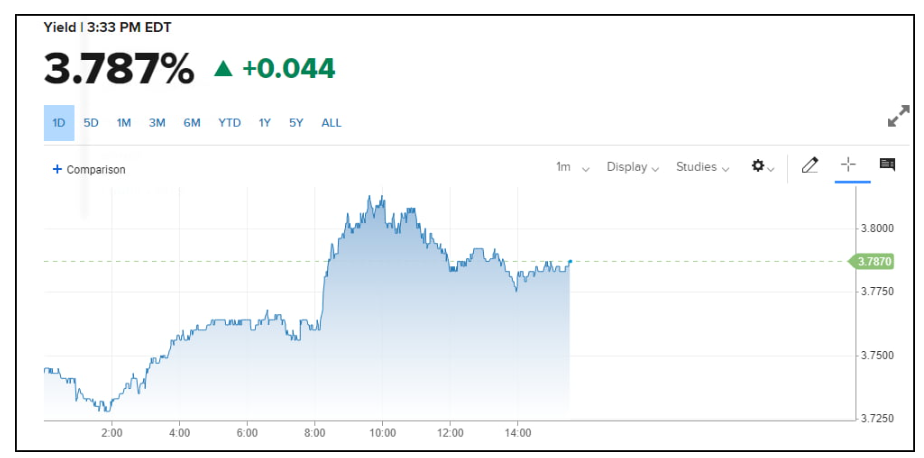 Yield | 3:33 PM EDT
3.787% ▲ +0.044
1D 5D 1M 3M 6M YTD 1Y 5Y ALL
+ Comparison 1m Display Studies
3.8000
3.7870
3.7750
3.7500
3.7250
2:00 4:00 6:00 8:00 10:00 12:00 14:00